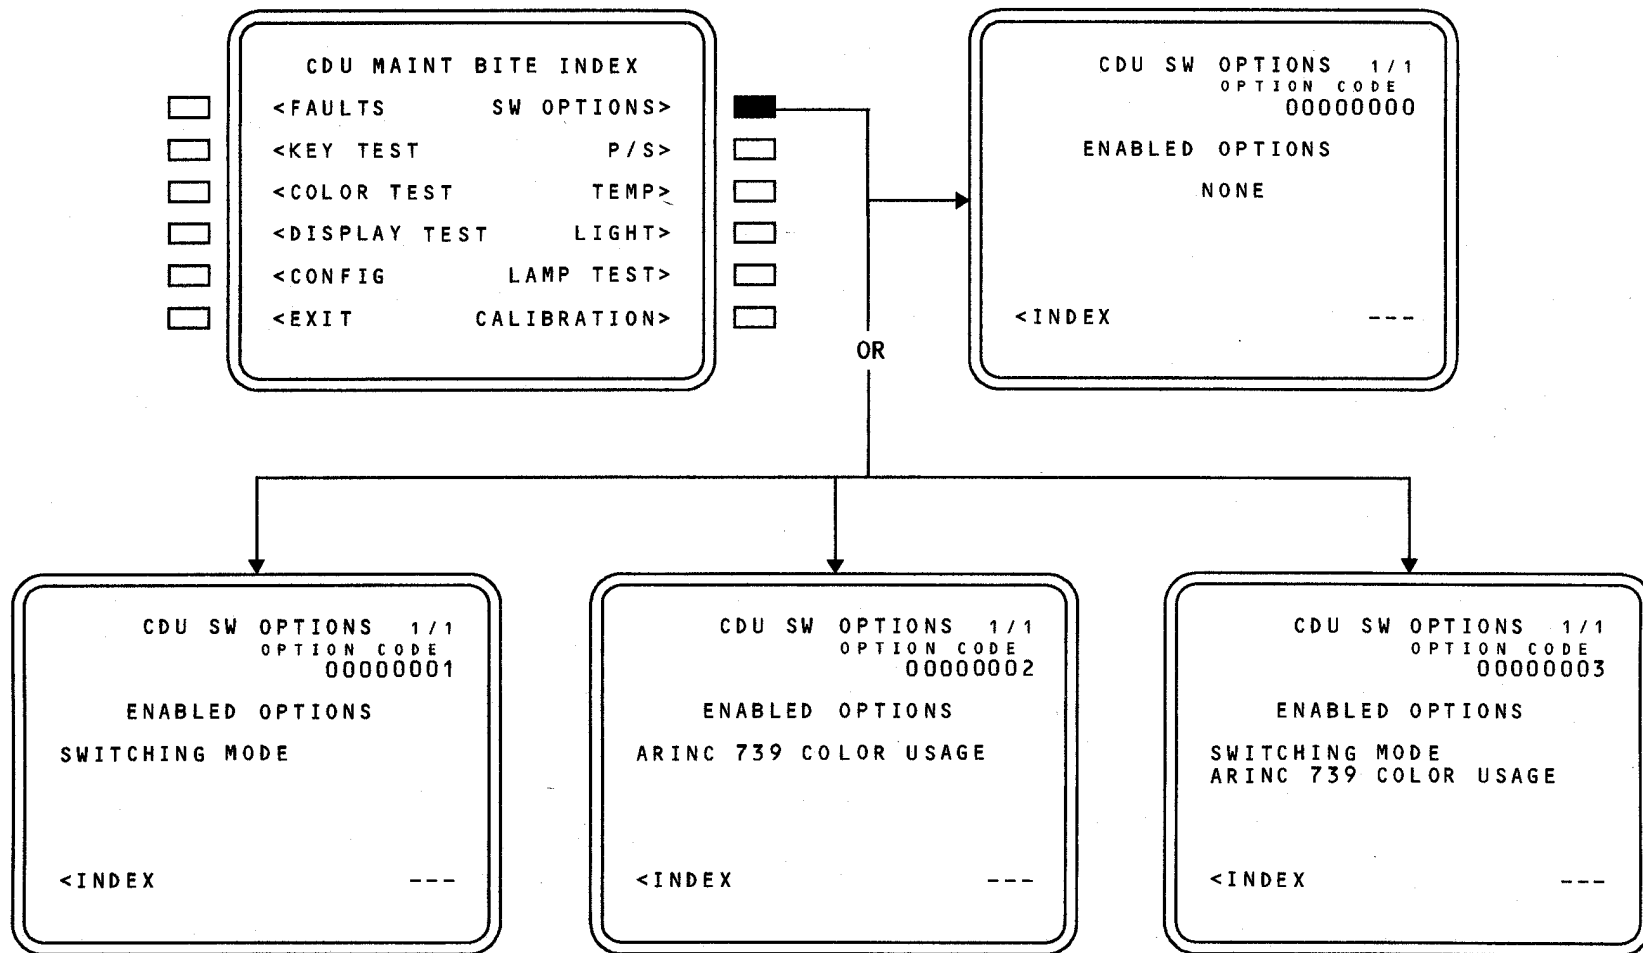 CDU MAINT BITE INDEX
<FAULTS SW OPTIONS>
<KEY TEST P/S>
<COLOR TEST TEMP>
<DISPLAY TEST LIGHT>
<CONFIG LAMP TEST>
<EXIT CALIBRATION>
CDU SW OPTIONS 1/1
OPTION CODE
00000000
ENABLED OPTIONS
NONE
<INDEX ---
OR
CDU SW OPTIONS 1/1
OPTION CODE
00000001
ENABLED OPTIONS
SWITCHING MODE
<INDEX ---
CDU SW OPTIONS 1/1
OPTION CODE
00000002
ENABLED OPTIONS
ARINC 739 COLOR USAGE
<INDEX ---
CDU SW OPTIONS 1/1
OPTION CODE
00000003
ENABLED OPTIONS
SWITCHING MODE
ARINC 739 COLOR USAGE
<INDEX ---